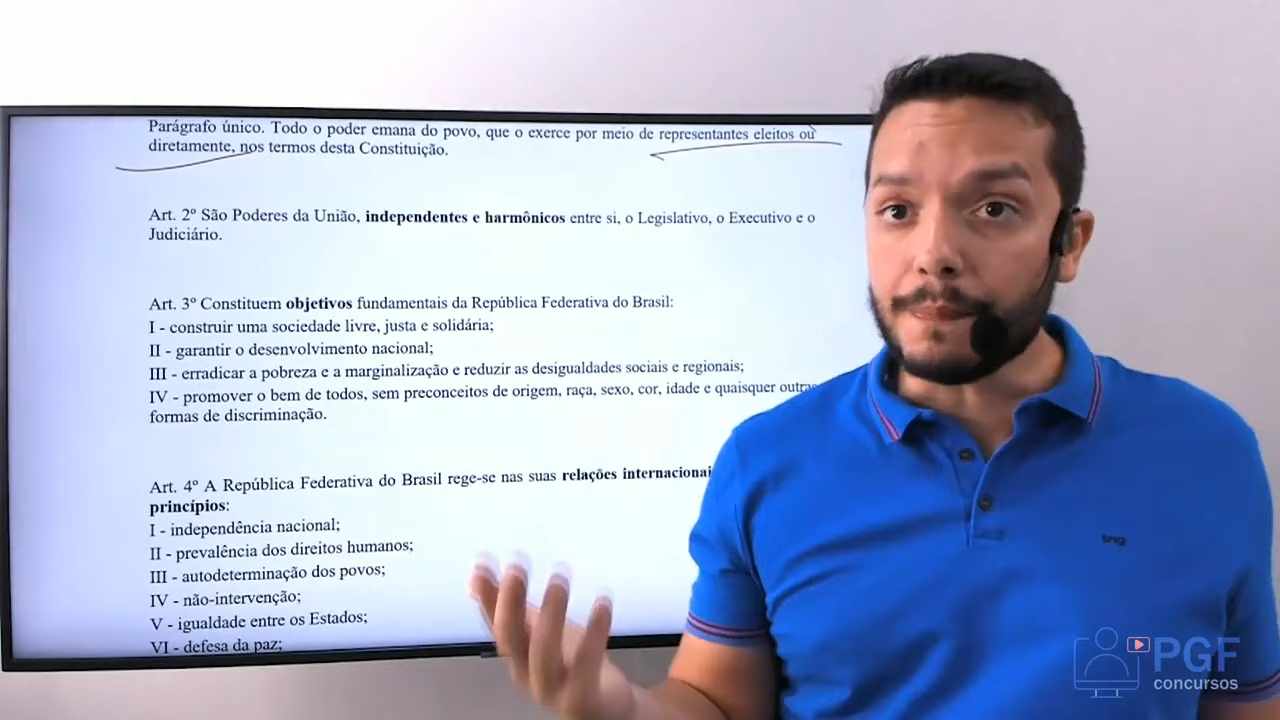 Parágrafo único. Todo o poder emana do povo, que o exerce por meio de representantes eleitos ou
diretamente, nos termos desta Constituição.
Art. 2º São Poderes da União, independentes e harmônicos entre si, o Legislativo, o Executivo e o
Judiciário.
Art. 3º Constituem objetivos fundamentais da República Federativa do Brasil:
I - construir uma sociedade livre, justa e solidária;
II - garantir o desenvolvimento nacional;
III - erradicar a pobreza e a marginalização e reduzir as desigualdades sociais e regionais;
IV - promover o bem de todos, sem preconceitos de origem, raça, sexo, cor, idade e quaisquer
formas de discriminação.
Art. 4º A República Federativa do Brasil rege-se nas suas relações
princípios:
I - independência nacional;
II - prevalência dos direitos humanos;
III - autodeterminação dos povos;
IV - não-intervenção;
V - igualdade entre os Estados;
VI - defesa da paz;
PGF
concursos